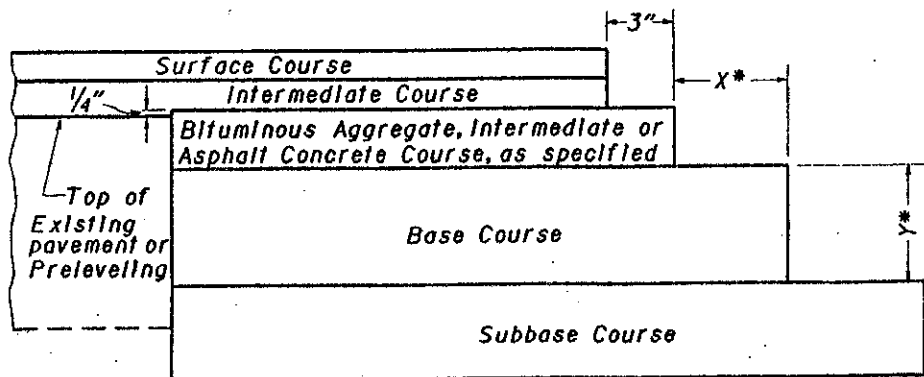 3"
X*
Surface Course
Intermediate Course
1/4"
Bituminous Aggregate, Intermediate or
Asphalt Concrete Course, as specified
Top of
Existing
pavement or
Preleveling
Base Course
Y*
Subbase Course